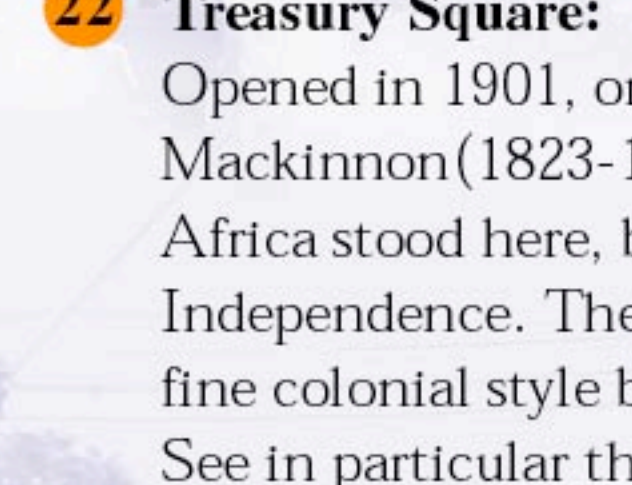 22 Treasury Square:
Opened in 1901, or
Mackinnon(1823-1
Africa stood here, b
Independence. The
fine colonial style b
See in particular th